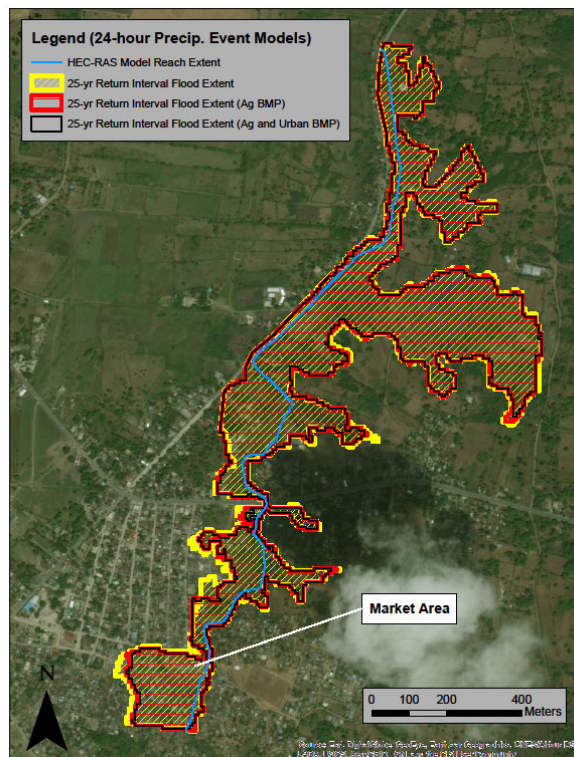 Legend (24-hour Precip. Event Models)
HEC-RAS Model Reach Extent
25-yr Return Interval Flood Extent
25-yr Return Interval Flood Extent (Ag BMP)
25-yr Return Interval Flood Extent (Ag and Urban BMP)
Market Area
N
0 100 200 400
Meters